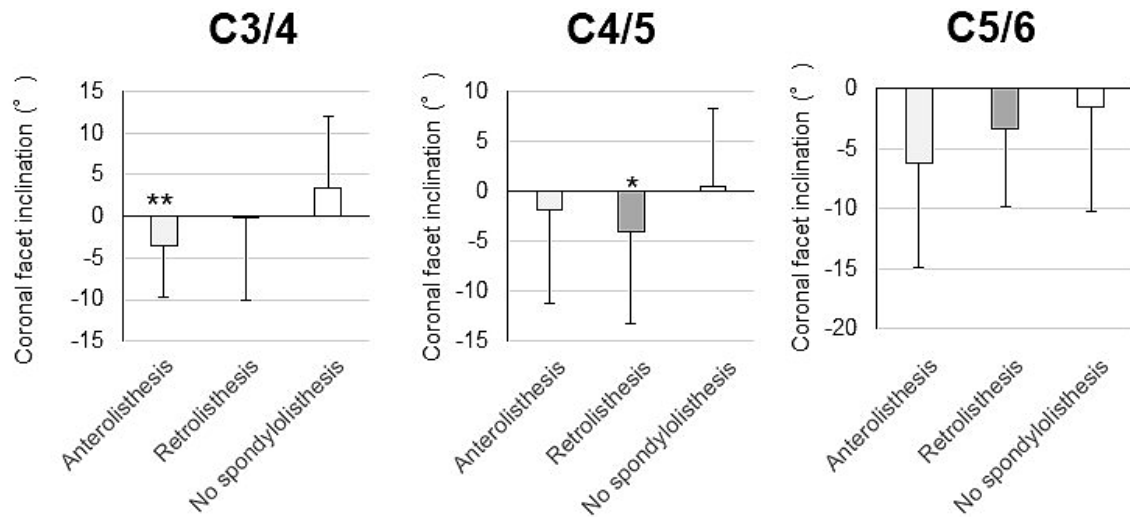 C3/4
Coronal facet inclination (° )
15
10
5
0
-5
-10
-15
**
Anterolisthesis
Retrolisthesis
No spondylolisthesis
C4/5
Coronal facet inclination (° )
10
5
0
-5
-10
-15
*
Anterolisthesis
Retrolisthesis
No spondylolisthesis
C5/6
Coronal facet inclination (° )
0
-5
-10
-15
-20
Anterolisthesis
Retrolisthesis
No spondylolisthesis